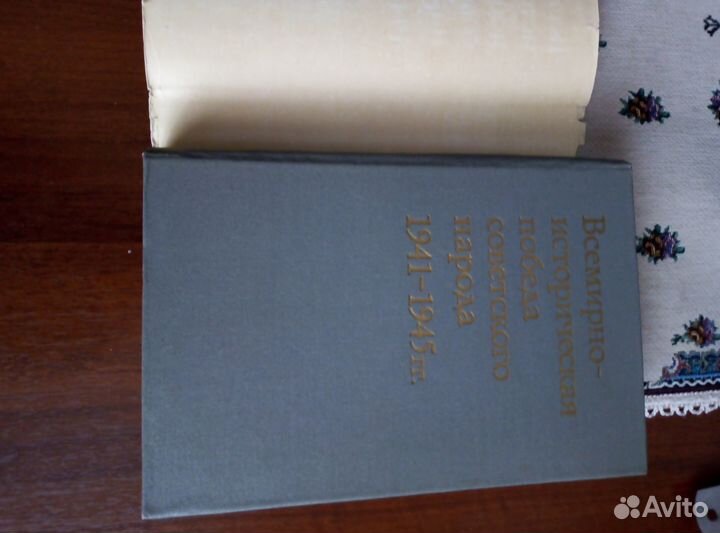 Всемирно-
историческая
победа
советского
народа
1941-1945 гг.
Avito